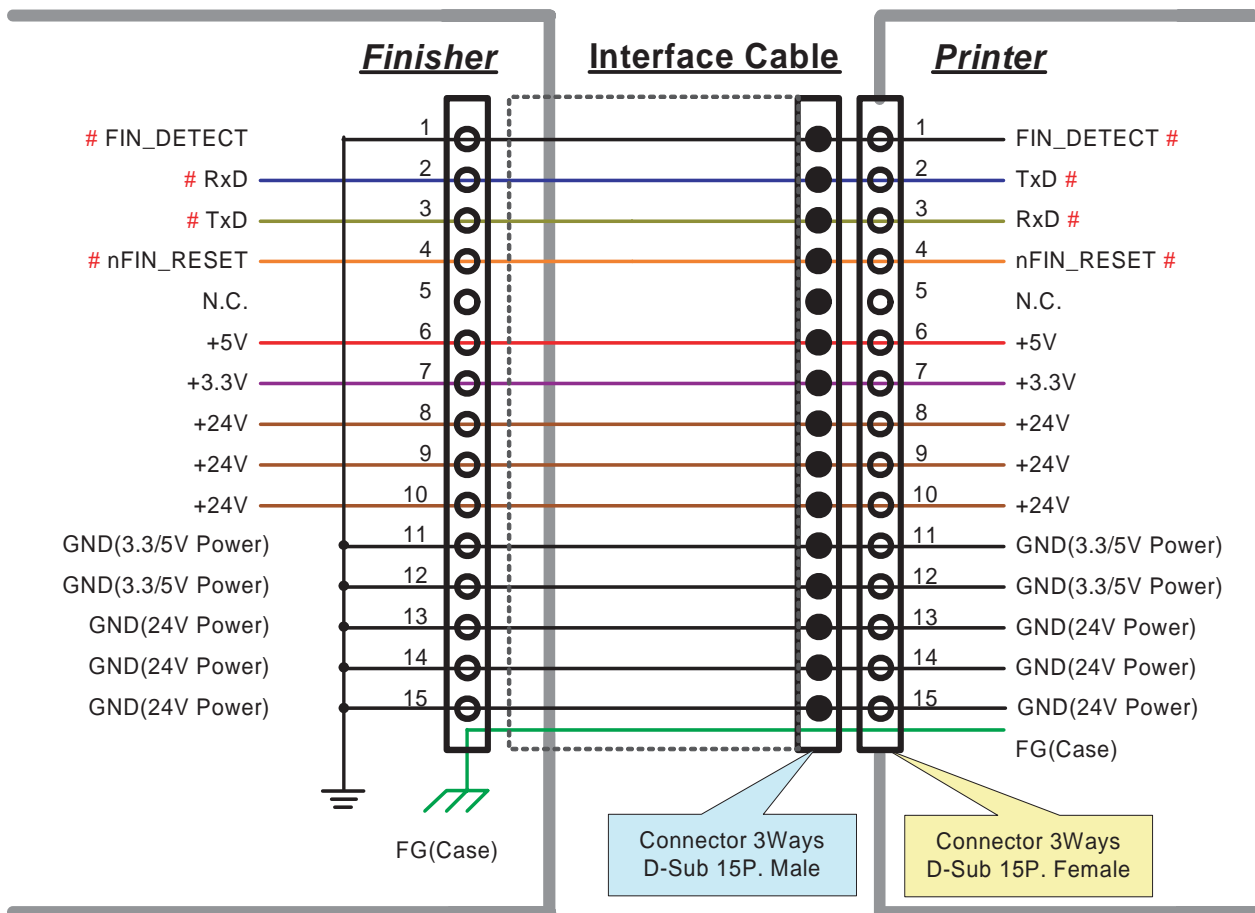 Finisher Interface Cable Printer
# FIN_DETECT 1 1 FIN_DETECT #
# RxD 2 2 TxD #
# TxD 3 3 RxD #
# nFIN_RESET 4 4 nFIN_RESET #
N.C. 5 5 N.C.
+5V 6 6 +5V
+3.3V 7 7 +3.3V
+24V 8 8 +24V
+24V 9 9 +24V
+24V 10 10 +24V
GND(3.3/5V Power) 11 11 GND(3.3/5V Power)
GND(3.3/5V Power) 12 12 GND(3.3/5V Power)
GND(24V Power) 13 13 GND(24V Power)
GND(24V Power) 14 14 GND(24V Power)
GND(24V Power) 15 15 GND(24V Power)
FG(Case)
FG(Case)
Connector 3Ways
D-Sub 15P. Male
Connector 3Ways
D-Sub 15P. Female